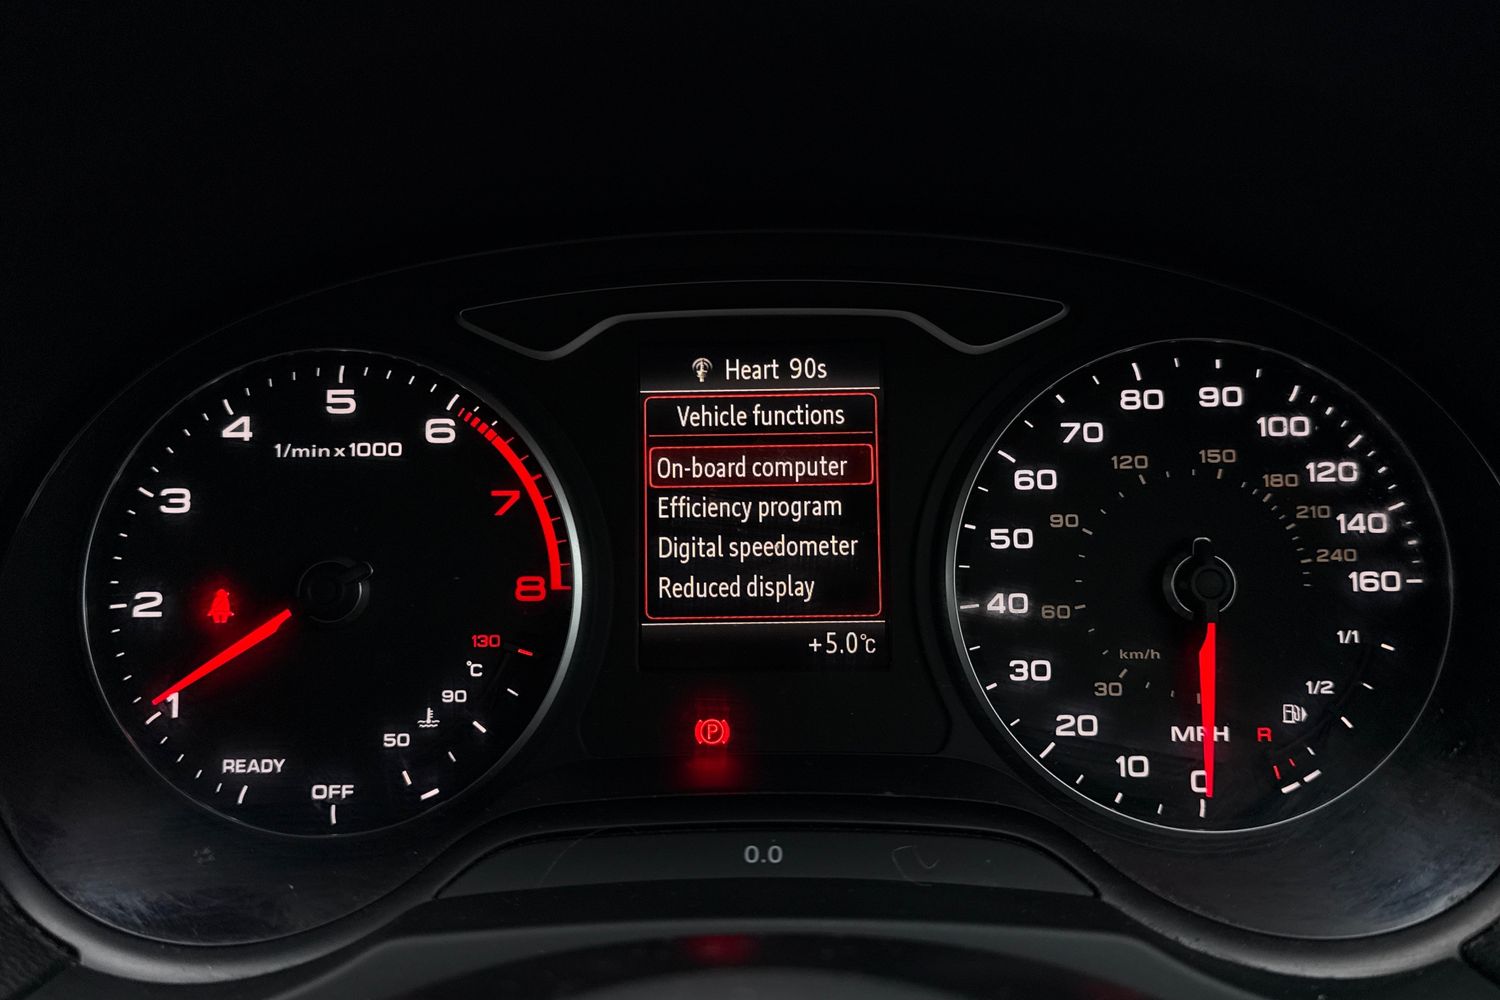 Heart 90s
Vehicle functions
On-board computer
Efficiency program
Digital speedometer
Reduced display
+5.0°C
P
0.0
1/min x 1000
OFF
READY
1
2
3
4
5
6
7
8
130
°C
90
50
MPH
0
10
20
30
40
50
60
70
80
90
100
120
140
160
km/h
30
60
90
120
150
180
210
240
1/1
1/2
R